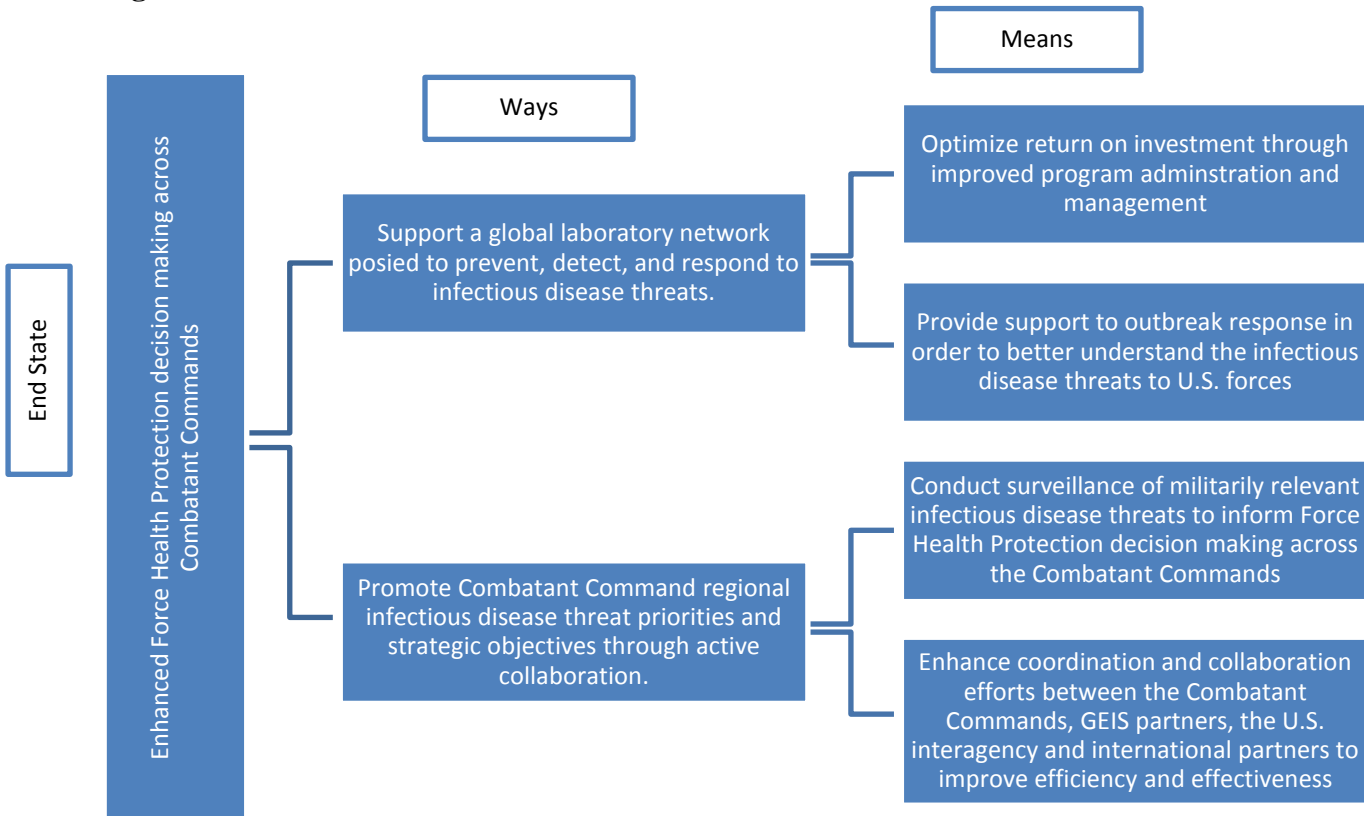 Means
Ways
End State
Enhanced Force Health Protection decision making across
Combatant Commands
Support a global laboratory network
posied to prevent, detect, and respond to
infectious disease threats.
Optimize return on investment through
improved program adminstration and
management
Provide support to outbreak response in
order to better understand the infectious
disease threats to U.S. forces
Promote Combatant Command regional
infectious disease threat priorities and
strategic objectives through active
collaboration.
Conduct surveillance of militarily relevant
infectious disease threats to inform Force
Health Protection decision making across
the Combatant Commands
Enhance coordination and collaboration
efforts between the Combatant
Commands, GEIS partners, the U.S.
interagency and international partners to
improve efficiency and effectiveness